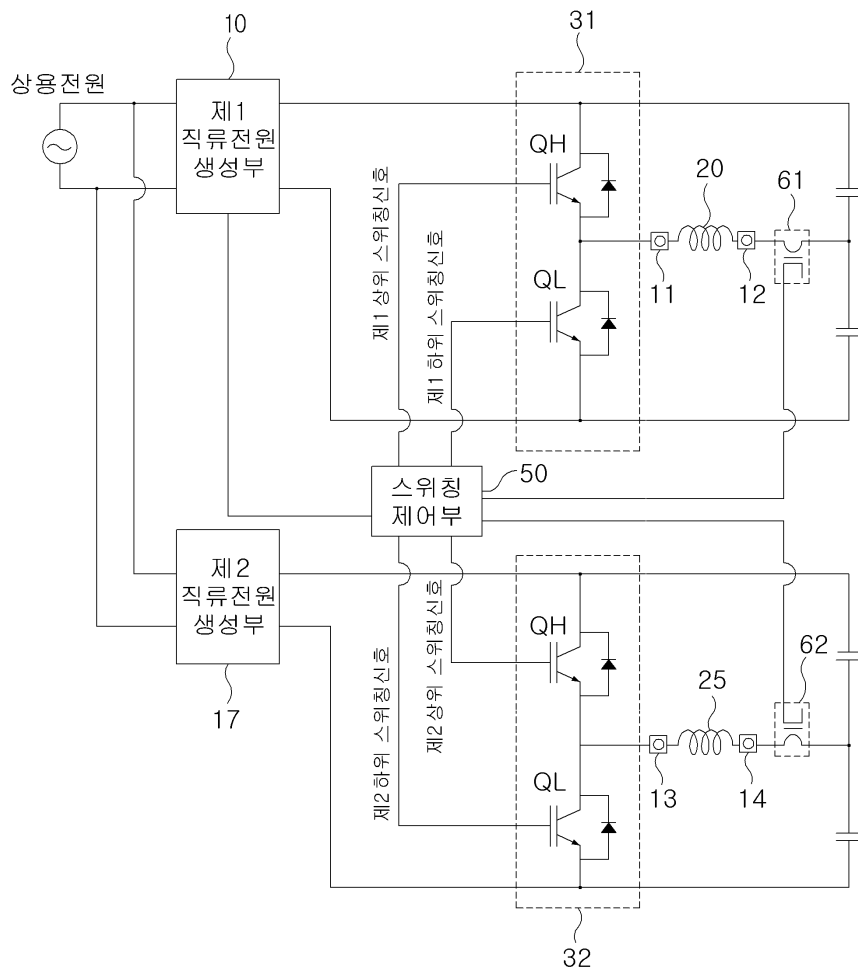 10
31
상용전원
제1
직류전원
생성부
QH
20
61
제1 상위 스위칭신호
11
12
QL
제1 하위 스위칭신호
50
스위칭
제어부
제2
직류전원
생성부
QH
62
제2 상위 스위칭신호
25
17
제2 하위 스위칭신호
13
14
QL
32